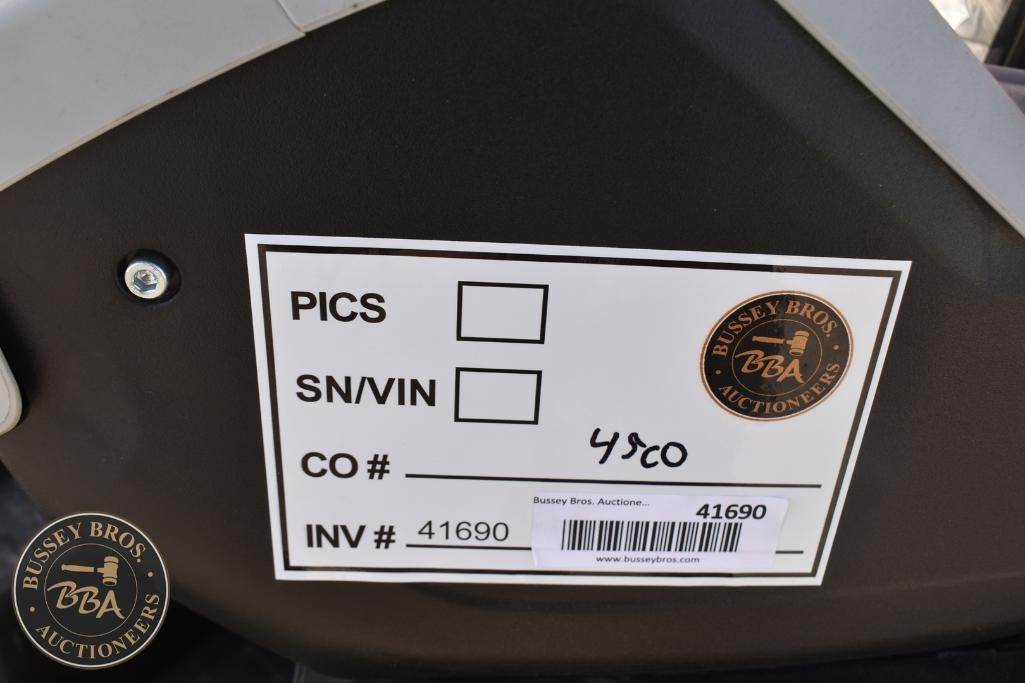 PICS
SN/VIN
CO #
INV # 41690
BUSSEY BROS.
BBA
AUCTIONEERS
Bussey Bros. Auctione...
41690
www.busseybros.com
BUSSEY BROS.
BBA
AUCTIONEERS